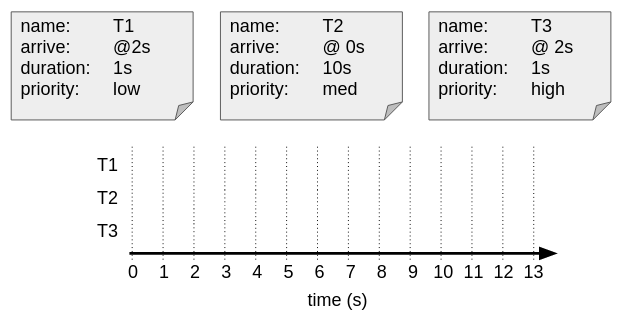 name: T1
arrive: @2s
duration: 1s
priority: low
name: T2
arrive: @ 0s
duration: 10s
priority: med
name: T3
arrive: @ 2s
duration: 1s
priority: high
T1
T2
T3
0 1 2 3 4 5 6 7 8 9 10 11 12 13
time (s)